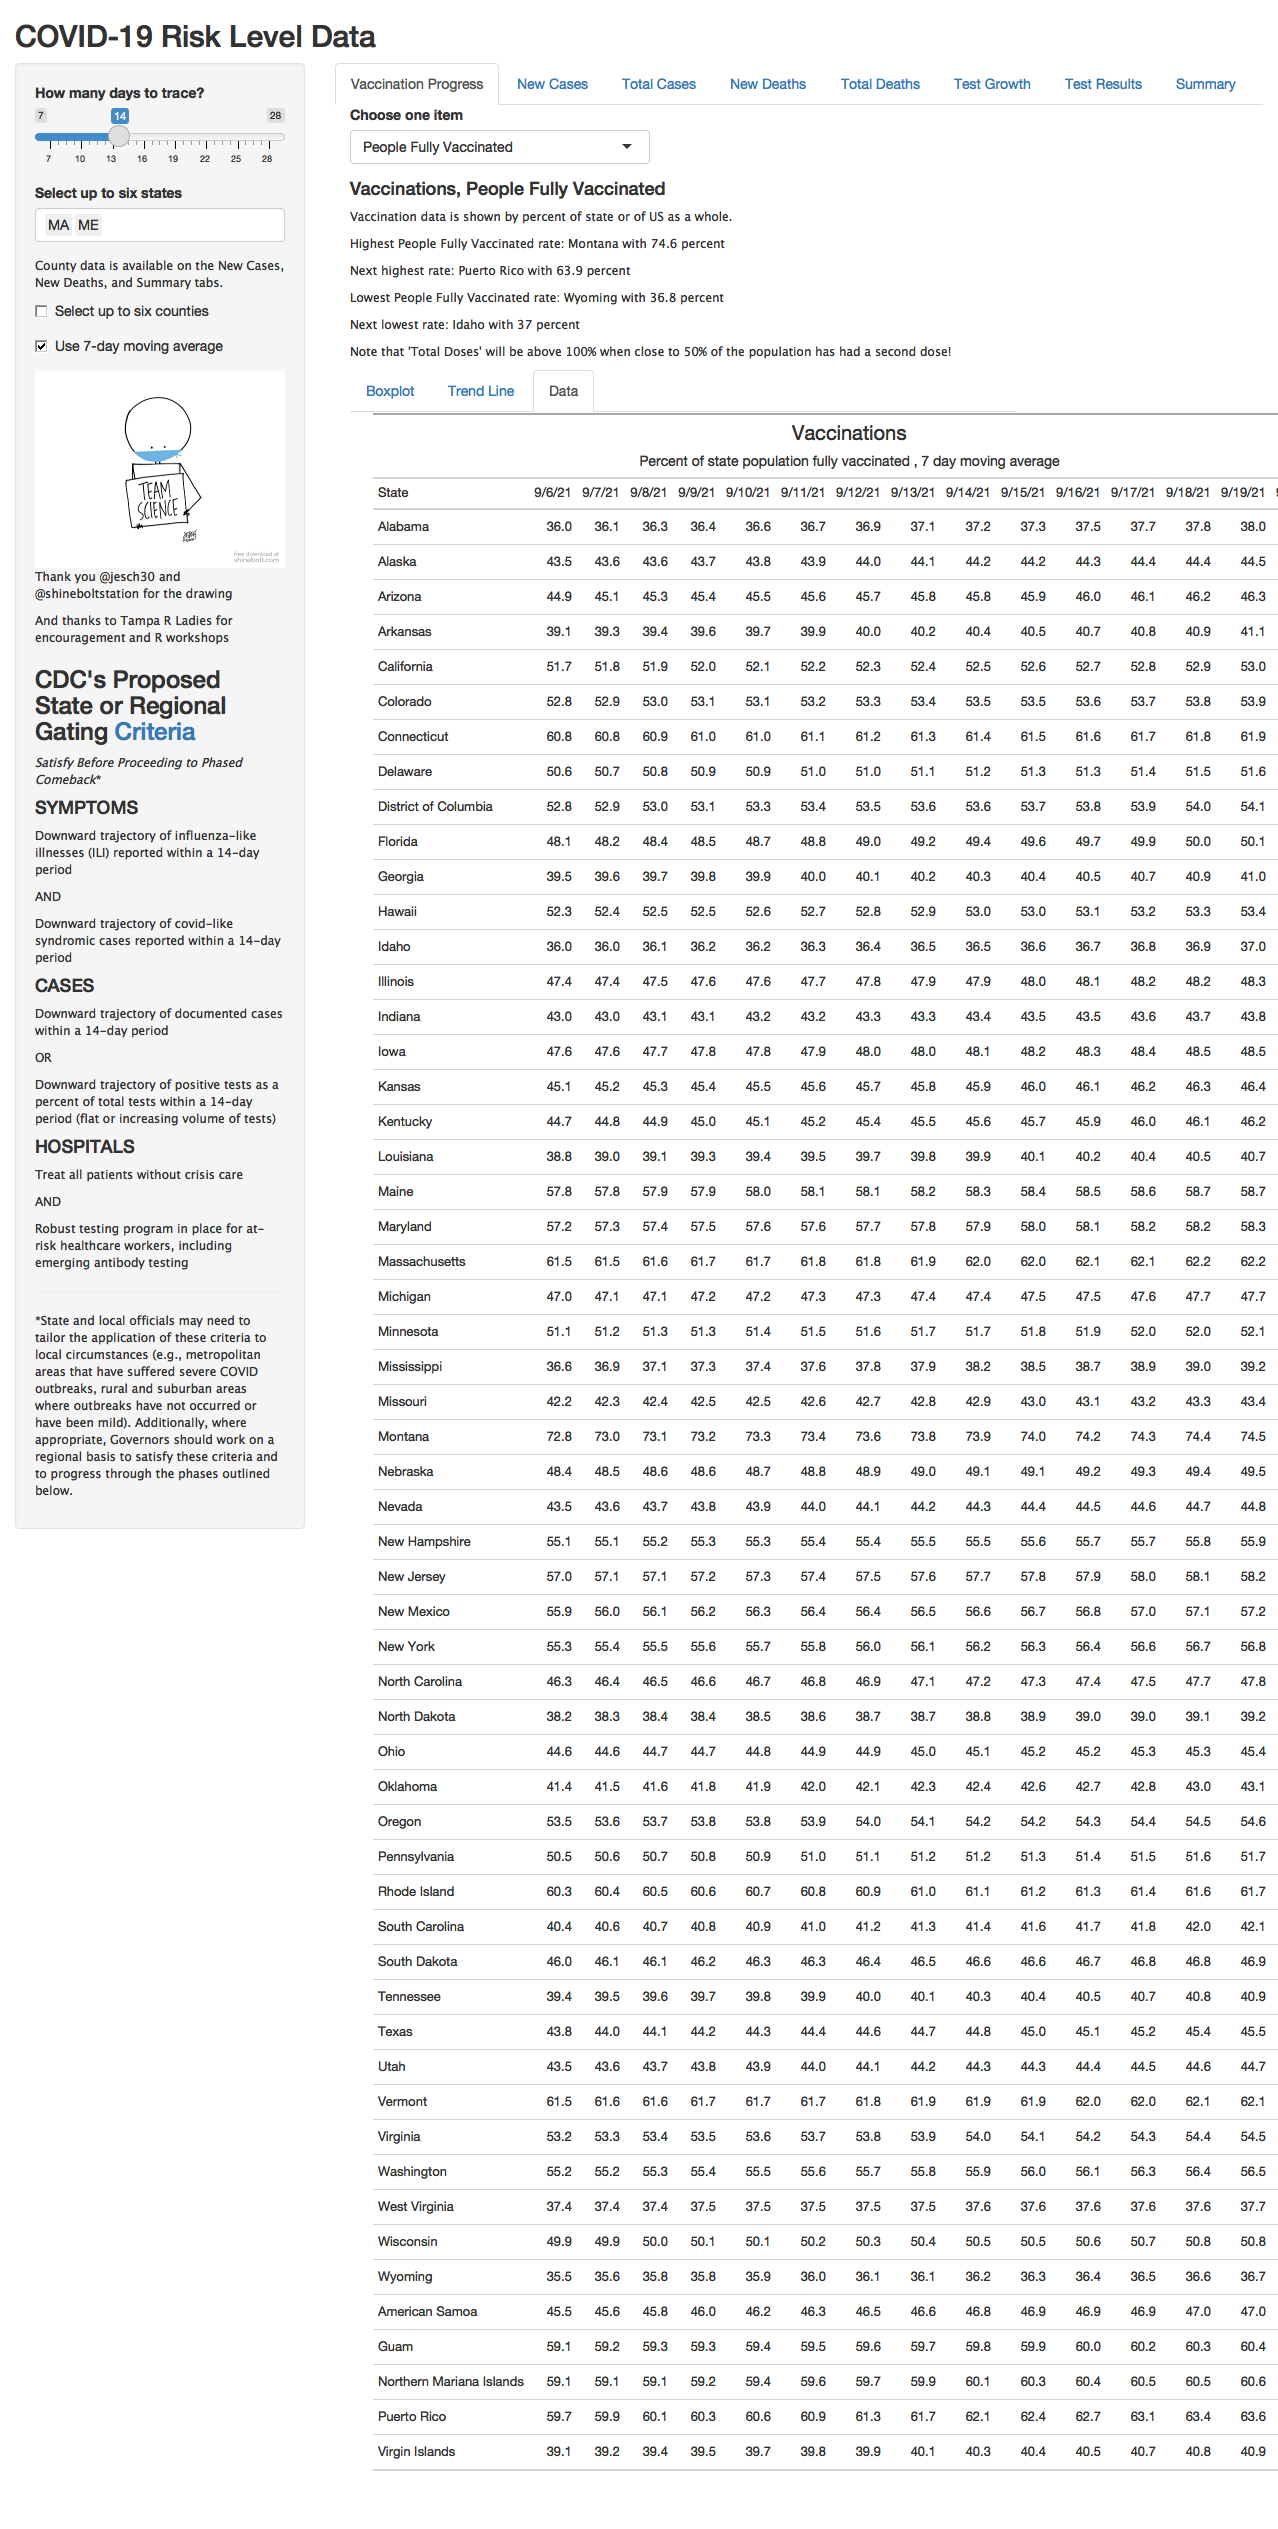 COVID-19 Risk Level Data
How many days to trace?
7 14 28
7 10 13 16 19 22 25 28
Select up to six states
MA ME
County data is available on the New Cases,
New Deaths, and Summary tabs.
Select up to six counties
Use 7-day moving average
TEAM
SCIENCE
free download at
shinebolt.com
Thank you @jesch30 and
@shineboltstation for the drawing
And thanks to Tampa R Ladies for
encouragement and R workshops
CDC's Proposed
State or Regional
Gating Criteria
Satisfy Before Proceeding to Phased
Comeback*
SYMPTOMS
Downward trajectory of influenza-like
illnesses (ILI) reported within a 14-day
period
AND
Downward trajectory of covid-like
syndromic cases reported within a 14-day
period
CASES
Downward trajectory of documented cases
within a 14-day period
OR
Downward trajectory of positive tests as a
percent of total tests within a 14-day
period (flat or increasing volume of tests)
HOSPITALS
Treat all patients without crisis care
AND
Robust testing program in place for at-
risk healthcare workers, including
emerging antibody testing
*State and local officials may need to
tailor the application of these criteria to
local circumstances (e.g., metropolitan
areas that have suffered severe COVID
outbreaks, rural and suburban areas
where outbreaks have not occurred or
have been mild). Additionally, where
appropriate, Governors should work on a
regional basis to satisfy these criteria and
to progress through the phases outlined
below.
Vaccination Progress New Cases Total Cases New Deaths Total Deaths Test Growth Test Results Summary
Choose one item
People Fully Vaccinated
Vaccinations, People Fully Vaccinated
Vaccination data is shown by percent of state or of US as a whole.
Highest People Fully Vaccinated rate: Montana with 74.6 percent
Next highest rate: Puerto Rico with 63.9 percent
Lowest People Fully Vaccinated rate: Wyoming with 36.8 percent
Next lowest rate: Idaho with 37 percent
Note that 'Total Doses' will be above 100% when close to 50% of the population has had a second dose!
Boxplot Trend Line Data
Vaccinations
Percent of state population fully vaccinated , 7 day moving average
State 9/6/21 9/7/21 9/8/21 9/9/21 9/10/21 9/11/21 9/12/21 9/13/21 9/14/21 9/15/21 9/16/21 9/17/21 9/18/21 9/19/21
Alabama 36.0 36.1 36.3 36.4 36.6 36.7 36.9 37.1 37.2 37.3 37.5 37.7 37.8 38.0
Alaska 43.5 43.6 43.6 43.7 43.8 43.9 44.0 44.1 44.2 44.2 44.3 44.4 44.4 44.5
Arizona 44.9 45.1 45.3 45.4 45.5 45.6 45.7 45.8 45.8 45.9 46.0 46.1 46.2 46.3
Arkansas 39.1 39.3 39.4 39.6 39.7 39.9 40.0 40.2 40.4 40.5 40.7 40.8 40.9 41.1
California 51.7 51.8 51.9 52.0 52.1 52.2 52.3 52.4 52.5 52.6 52.7 52.8 52.9 53.0
Colorado 52.8 52.9 53.0 53.1 53.1 53.2 53.3 53.4 53.5 53.5 53.6 53.7 53.8 53.9
Connecticut 60.8 60.8 60.9 61.0 61.0 61.1 61.2 61.3 61.4 61.5 61.6 61.7 61.8 61.9
Delaware 50.6 50.7 50.8 50.9 50.9 51.0 51.0 51.1 51.2 51.3 51.3 51.4 51.5 51.6
District of Columbia 52.8 52.9 53.0 53.1 53.3 53.4 53.5 53.6 53.6 53.7 53.8 53.9 54.0 54.1
Florida 48.1 48.2 48.4 48.5 48.7 48.8 49.0 49.2 49.4 49.6 49.7 49.9 50.0 50.1
Georgia 39.5 39.6 39.7 39.8 39.9 40.0 40.1 40.2 40.3 40.4 40.5 40.7 40.9 41.0
Hawaii 52.3 52.4 52.5 52.5 52.6 52.7 52.8 52.9 53.0 53.0 53.1 53.2 53.3 53.4
Idaho 36.0 36.0 36.1 36.2 36.2 36.3 36.4 36.5 36.5 36.6 36.7 36.8 36.9 37.0
Illinois 47.4 47.4 47.5 47.6 47.6 47.7 47.8 47.9 47.9 48.0 48.1 48.2 48.2 48.3
Indiana 43.0 43.0 43.1 43.1 43.2 43.2 43.3 43.3 43.4 43.5 43.5 43.6 43.7 43.8
Iowa 47.6 47.6 47.7 47.8 47.8 47.9 48.0 48.0 48.1 48.2 48.3 48.4 48.5 48.5
Kansas 45.1 45.2 45.3 45.4 45.5 45.6 45.7 45.8 45.9 46.0 46.1 46.2 46.3 46.4
Kentucky 44.7 44.8 44.9 45.0 45.1 45.2 45.4 45.5 45.6 45.7 45.9 46.0 46.1 46.2
Louisiana 38.8 39.0 39.1 39.3 39.4 39.5 39.7 39.8 39.9 40.1 40.2 40.4 40.5 40.7
Maine 57.8 57.8 57.9 57.9 58.0 58.1 58.1 58.2 58.3 58.4 58.5 58.6 58.7 58.7
Maryland 57.2 57.3 57.4 57.5 57.6 57.6 57.7 57.8 57.9 58.0 58.1 58.2 58.2 58.3
Massachusetts 61.5 61.5 61.6 61.7 61.7 61.8 61.8 61.9 62.0 62.0 62.1 62.1 62.2 62.2
Michigan 47.0 47.1 47.1 47.2 47.2 47.3 47.3 47.4 47.4 47.5 47.5 47.6 47.7 47.7
Minnesota 51.1 51.2 51.3 51.3 51.4 51.5 51.6 51.7 51.7 51.8 51.9 52.0 52.0 52.1
Mississippi 36.6 36.9 37.1 37.3 37.4 37.6 37.8 37.9 38.2 38.5 38.7 38.9 39.0 39.2
Missouri 42.2 42.3 42.4 42.5 42.5 42.6 42.7 42.8 42.9 43.0 43.1 43.2 43.3 43.4
Montana 72.8 73.0 73.1 73.2 73.3 73.4 73.6 73.8 73.9 74.0 74.2 74.3 74.4 74.5
Nebraska 48.4 48.5 48.6 48.6 48.7 48.8 48.9 49.0 49.1 49.1 49.2 49.3 49.4 49.5
Nevada 43.5 43.6 43.7 43.8 43.9 44.0 44.1 44.2 44.3 44.4 44.5 44.6 44.7 44.8
New Hampshire 55.1 55.1 55.2 55.3 55.3 55.4 55.4 55.5 55.5 55.6 55.7 55.7 55.8 55.9
New Jersey 57.0 57.1 57.1 57.2 57.3 57.4 57.5 57.6 57.7 57.8 57.9 58.0 58.1 58.2
New Mexico 55.9 56.0 56.1 56.2 56.3 56.4 56.4 56.5 56.6 56.7 56.8 57.0 57.1 57.2
New York 55.3 55.4 55.5 55.6 55.7 55.8 56.0 56.1 56.2 56.3 56.4 56.6 56.7 56.8
North Carolina 46.3 46.4 46.5 46.6 46.7 46.8 46.9 47.1 47.2 47.3 47.4 47.5 47.7 47.8
North Dakota 38.2 38.3 38.4 38.4 38.5 38.6 38.7 38.7 38.8 38.9 39.0 39.0 39.1 39.2
Ohio 44.6 44.6 44.7 44.7 44.8 44.9 44.9 45.0 45.1 45.2 45.2 45.3 45.3 45.4
Oklahoma 41.4 41.5 41.6 41.8 41.9 42.0 42.1 42.3 42.4 42.6 42.7 42.8 43.0 43.1
Oregon 53.5 53.6 53.7 53.8 53.8 53.9 54.0 54.1 54.2 54.2 54.3 54.4 54.5 54.6
Pennsylvania 50.5 50.6 50.7 50.8 50.9 51.0 51.1 51.2 51.2 51.3 51.4 51.5 51.6 51.7
Rhode Island 60.3 60.4 60.5 60.6 60.7 60.8 60.9 61.0 61.1 61.2 61.3 61.4 61.6 61.7
South Carolina 40.4 40.6 40.7 40.8 40.9 41.0 41.2 41.3 41.4 41.6 41.7 41.8 42.0 42.1
South Dakota 46.0 46.1 46.1 46.2 46.3 46.3 46.4 46.5 46.6 46.6 46.7 46.8 46.8 46.9
Tennessee 39.4 39.5 39.6 39.7 39.8 39.9 40.0 40.1 40.3 40.4 40.5 40.7 40.8 40.9
Texas 43.8 44.0 44.1 44.2 44.3 44.4 44.6 44.7 44.8 45.0 45.1 45.2 45.4 45.5
Utah 43.5 43.6 43.7 43.8 43.9 44.0 44.1 44.2 44.3 44.3 44.4 44.5 44.6 44.7
Vermont 61.5 61.6 61.6 61.7 61.7 61.7 61.8 61.9 61.9 61.9 62.0 62.0 62.1 62.1
Virginia 53.2 53.3 53.4 53.5 53.6 53.7 53.8 53.9 54.0 54.1 54.2 54.3 54.4 54.5
Washington 55.2 55.2 55.3 55.4 55.5 55.6 55.7 55.8 55.9 56.0 56.1 56.3 56.4 56.5
West Virginia 37.4 37.4 37.4 37.5 37.5 37.5 37.5 37.5 37.6 37.6 37.6 37.6 37.6 37.7
Wisconsin 49.9 49.9 50.0 50.1 50.1 50.2 50.3 50.4 50.5 50.5 50.6 50.7 50.8 50.8
Wyoming 35.5 35.6 35.8 35.8 35.9 36.0 36.1 36.1 36.2 36.3 36.4 36.5 36.6 36.7
American Samoa 45.5 45.6 45.8 46.0 46.2 46.3 46.5 46.6 46.8 46.9 46.9 46.9 47.0 47.0
Guam 59.1 59.2 59.3 59.3 59.4 59.5 59.6 59.7 59.8 59.9 60.0 60.2 60.3 60.4
Northern Mariana Islands 59.1 59.1 59.1 59.2 59.4 59.6 59.7 59.9 60.1 60.3 60.4 60.5 60.5 60.6
Puerto Rico 59.7 59.9 60.1 60.3 60.6 60.9 61.3 61.7 62.1 62.4 62.7 63.1 63.4 63.6
Virgin Islands 39.1 39.2 39.4 39.5 39.7 39.8 39.9 40.1 40.3 40.4 40.5 40.7 40.8 40.9